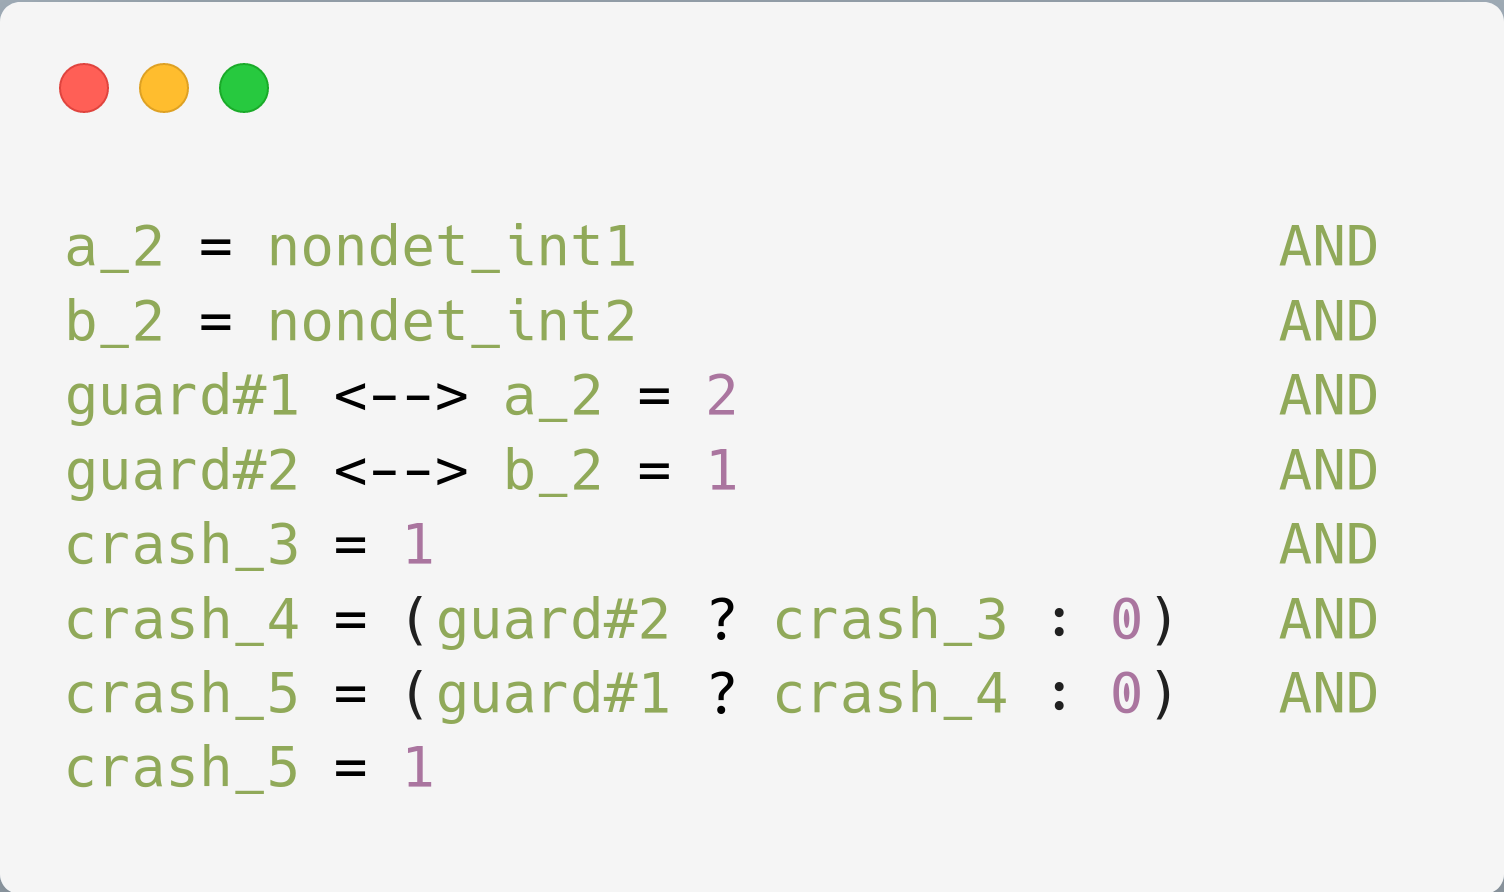 a_2 = nondet_int1 AND
b_2 = nondet_int2 AND
guard#1 <--> a_2 = 2 AND
guard#2 <--> b_2 = 1 AND
crash_3 = 1 AND
crash_4 = (guard#2 ? crash_3 : 0) AND
crash_5 = (guard#1 ? crash_4 : 0) AND
crash_5 = 1